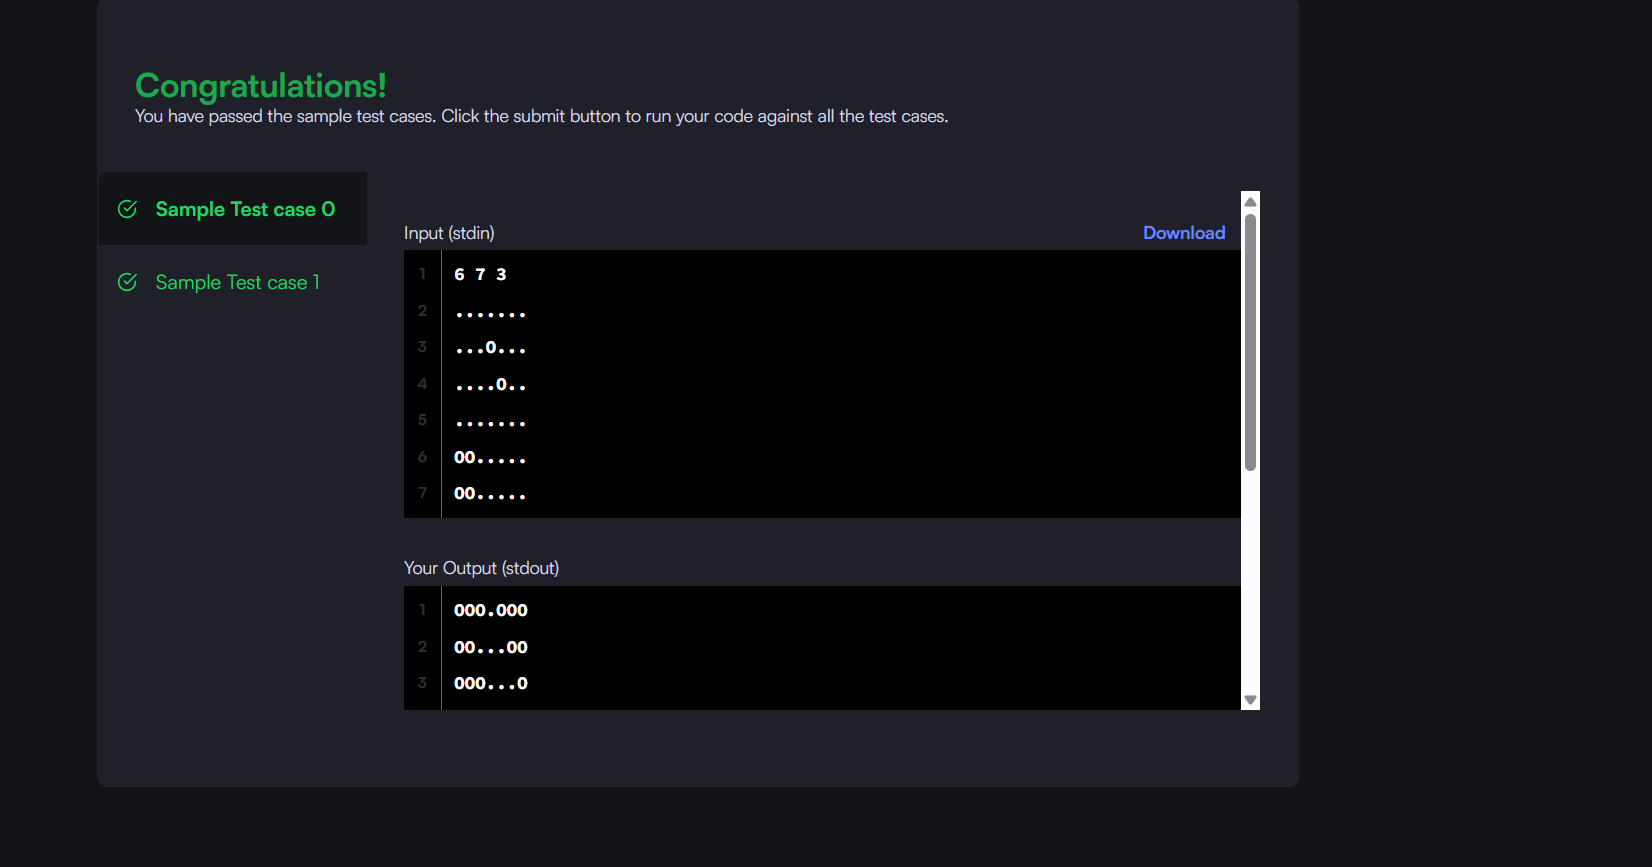 Congratulations!
You have passed the sample test cases. Click the submit button to run your code against all the test cases.
Sample Test case 0
Sample Test case 1
Input (stdin)
Download
1 6 7 3
2 .......
3 ...O...
4 ....O..
5 .......
6 OO.....
7 OO.....
Your Output (stdout)
1 OOO.OOO
2 OO...OO
3 OOO...O